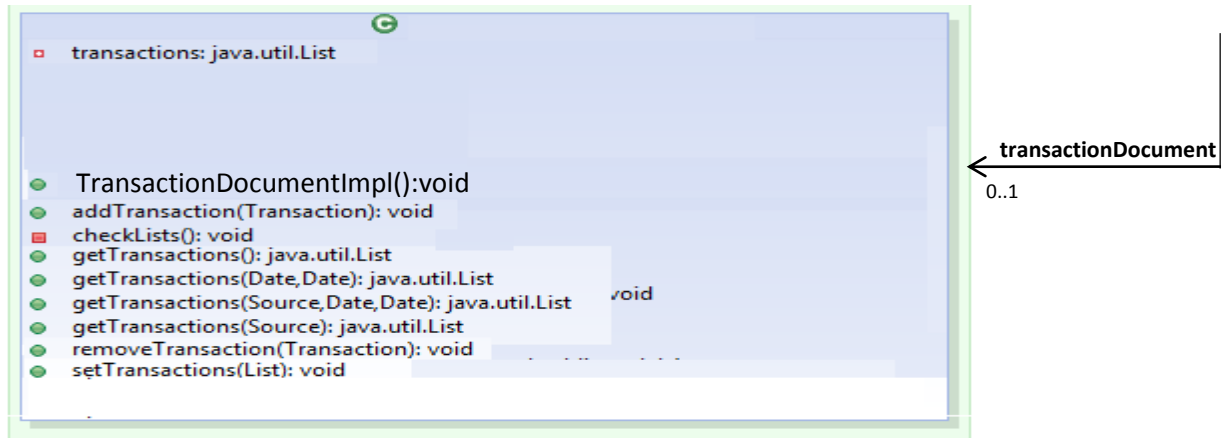 C
transactions: java.util.List
transactionDocument
TransactionDocumentImpl():void
0..1
addTransaction(Transaction): void
checkLists(): void
getTransactions(): java.util.List
getTransactions(Date,Date): java.util.List
void
getTransactions(Source,Date,Date): java.util.List
getTransactions(Source): java.util.List
removeTransaction(Transaction): void
setTransactions(List): void